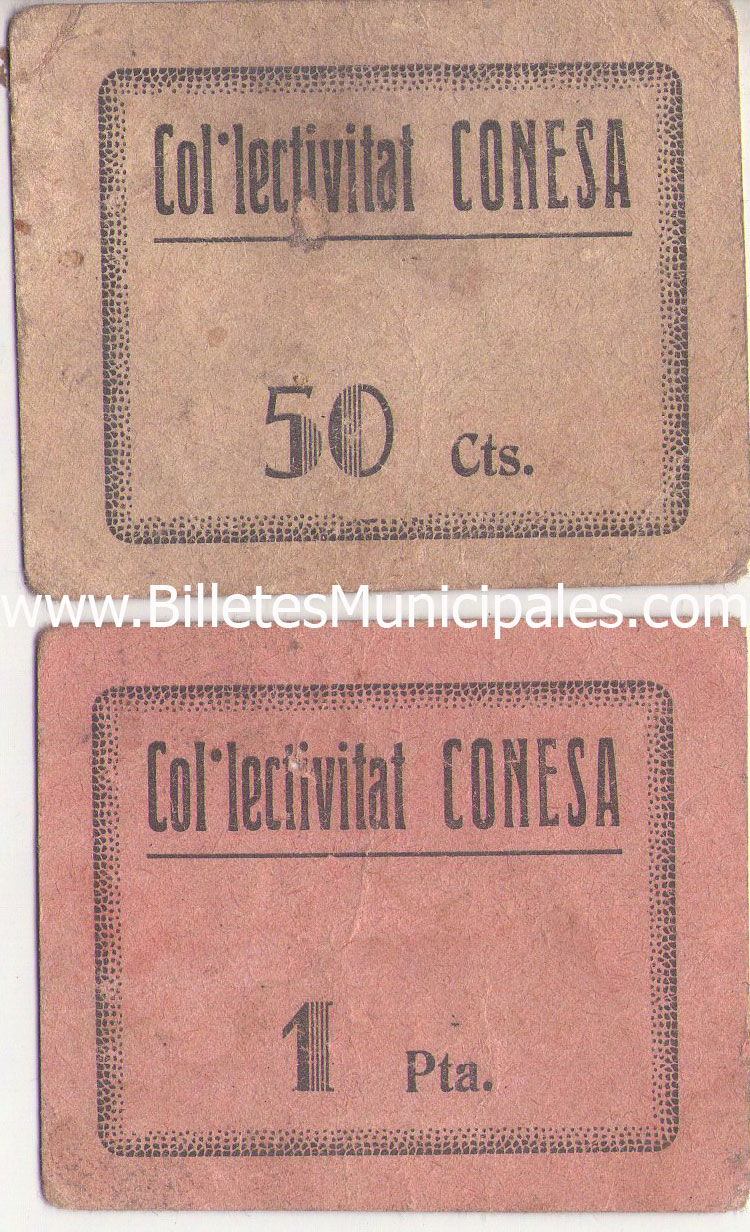 Col·lectivitat CONESA
50 Cts.
www.BilletesMunicipales.com
Col·lectivitat CONESA
1 Pta.